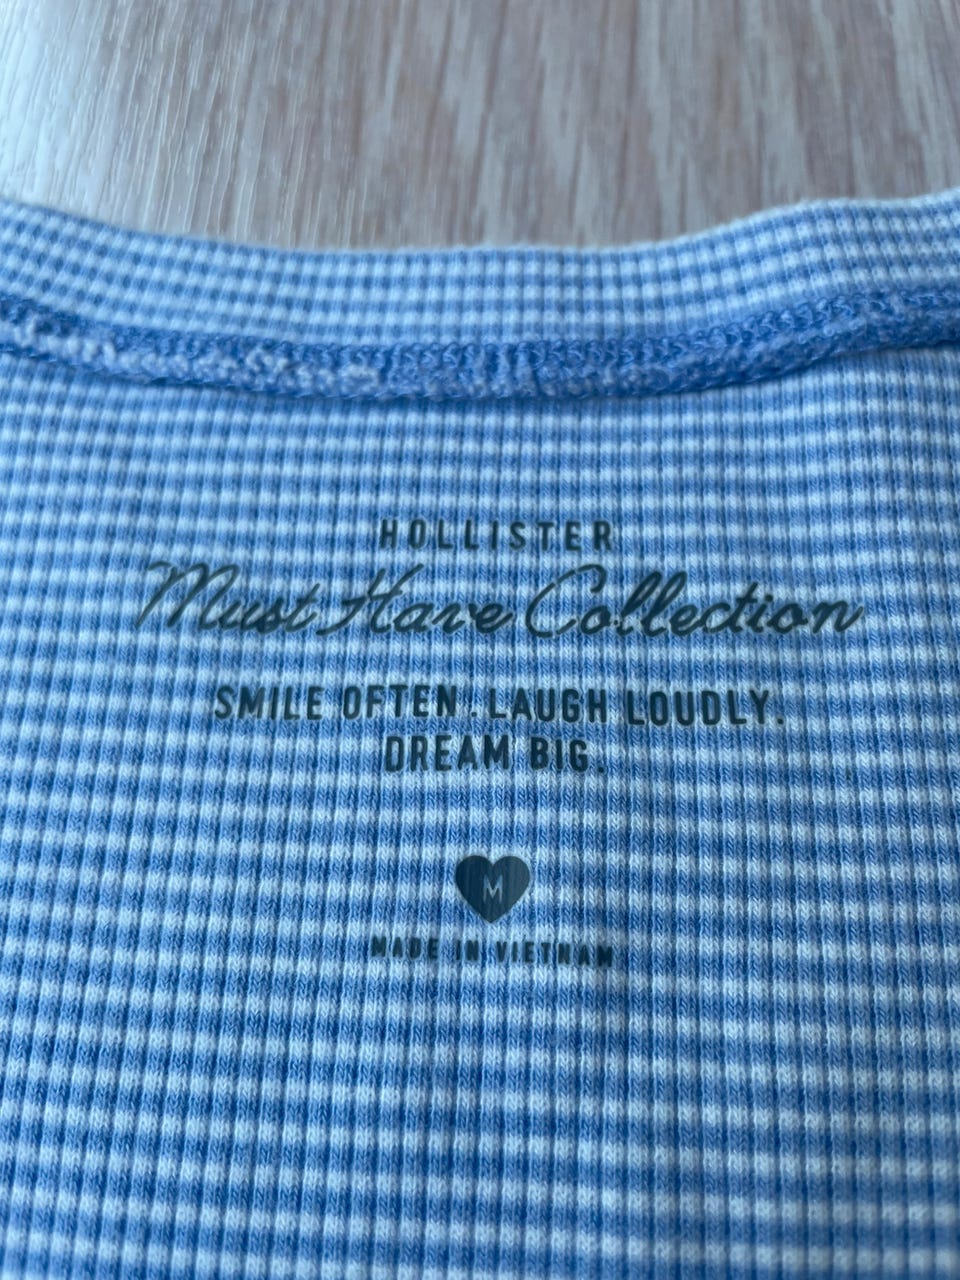 HOLLISTER
Must Have Collection
SMILE OFTEN. LAUGH LOUDLY.
DREAM BIG.
M
MADE IN VIETNAM